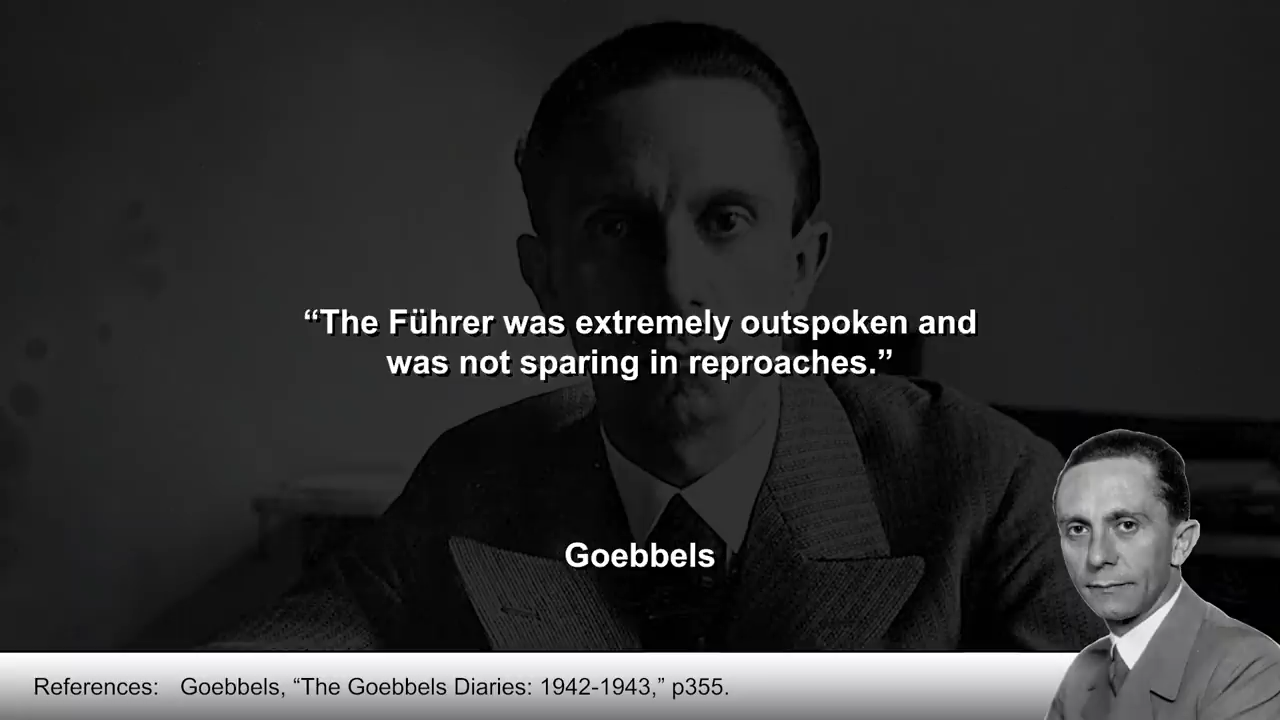 “The Führer was extremely outspoken and
was not sparing in reproaches.”
Goebbels
References: Goebbels, “The Goebbels Diaries: 1942-1943,” p355.